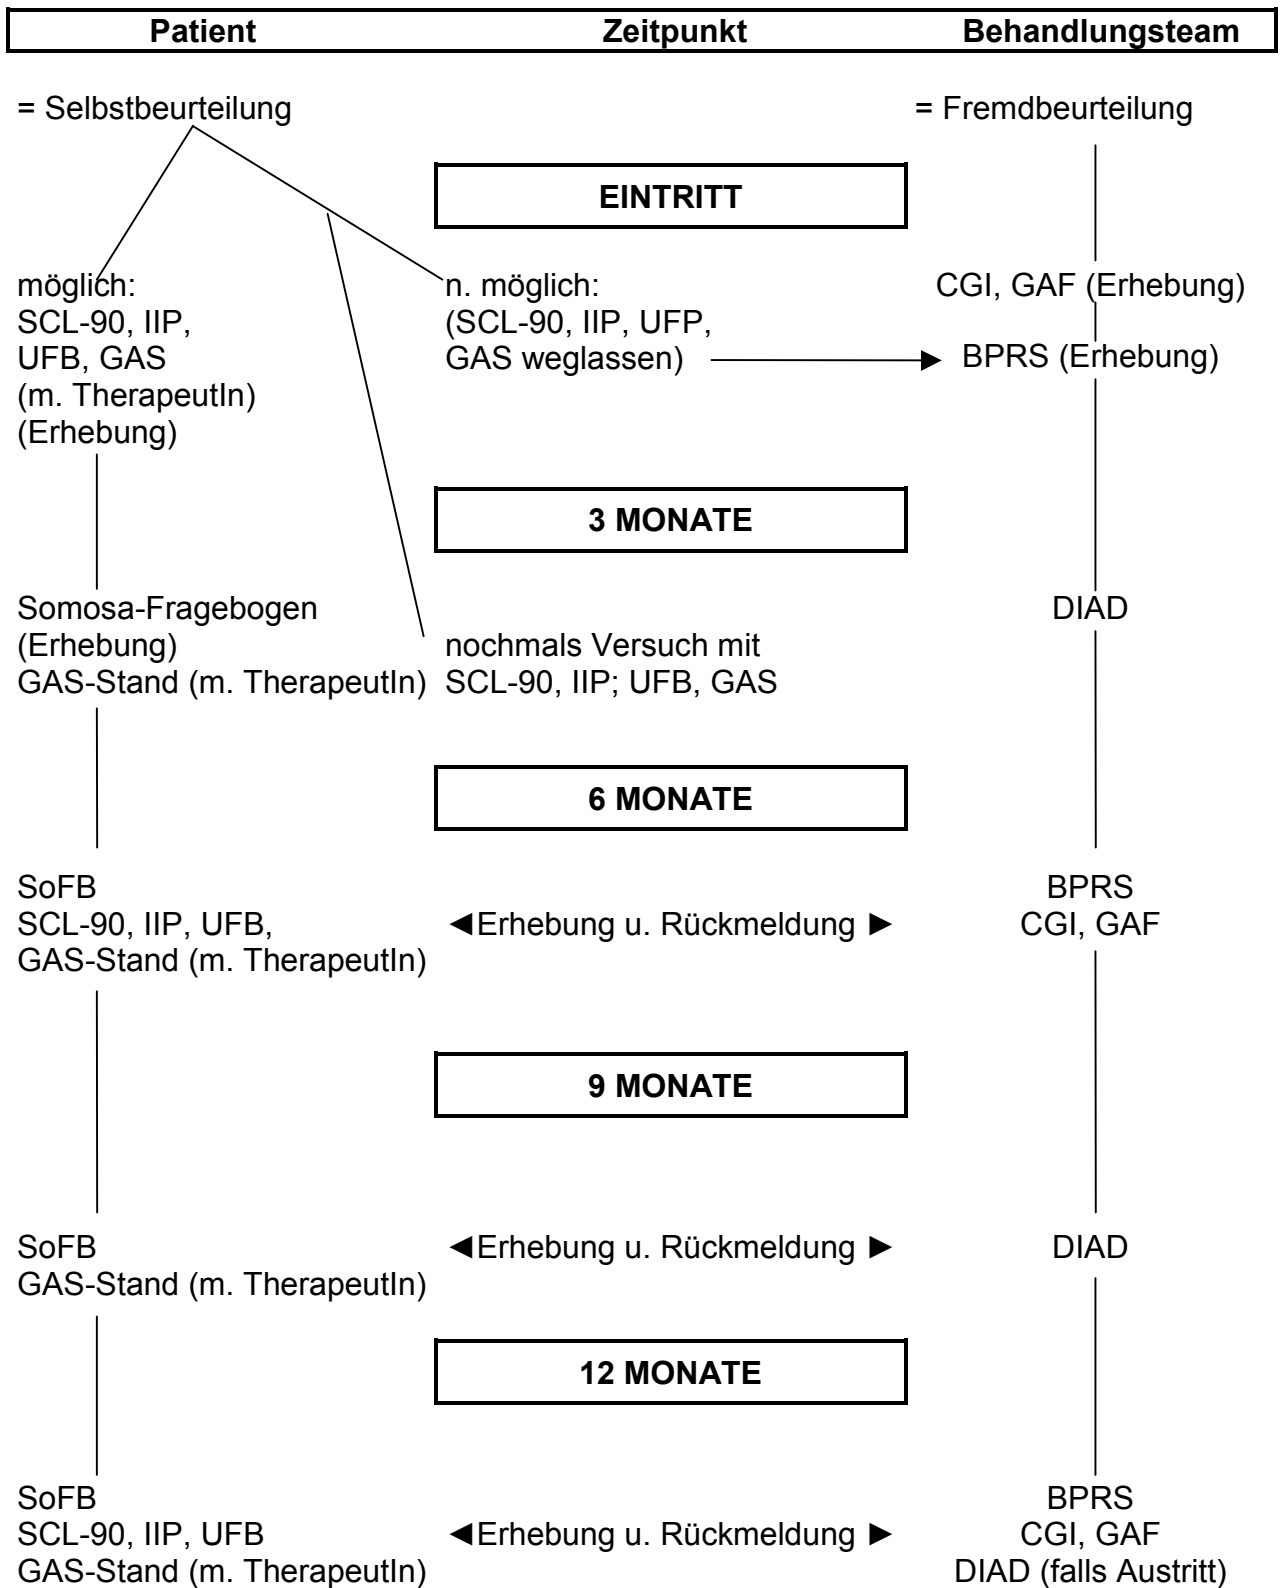 Patient Zeitpunkt Behandlungsteam
= Selbstbeurteilung = Fremdbeurteilung
EINTRITT
möglich: n. möglich: CGI, GAF (Erhebung)
SCL-90, IIP, (SCL-90, IIP, UFP,
UFB, GAS GAS weglassen) BPRS (Erhebung)
(m. TherapeutIn)
(Erhebung)
3 MONATE
Somosa-Fragebogen DIAD
(Erhebung) nochmals Versuch mit
GAS-Stand (m. TherapeutIn) SCL-90, IIP; UFB, GAS
6 MONATE
SoFB BPRS
SCL-90, IIP, UFB, ◄Erhebung u. Rückmeldung ► CGI, GAF
GAS-Stand (m. TherapeutIn)
9 MONATE
SoFB ◄Erhebung u. Rückmeldung ► DIAD
GAS-Stand (m. TherapeutIn)
12 MONATE
SoFB BPRS
SCL-90, IIP, UFB ◄Erhebung u. Rückmeldung ► CGI, GAF
GAS-Stand (m. TherapeutIn) DIAD (falls Austritt)